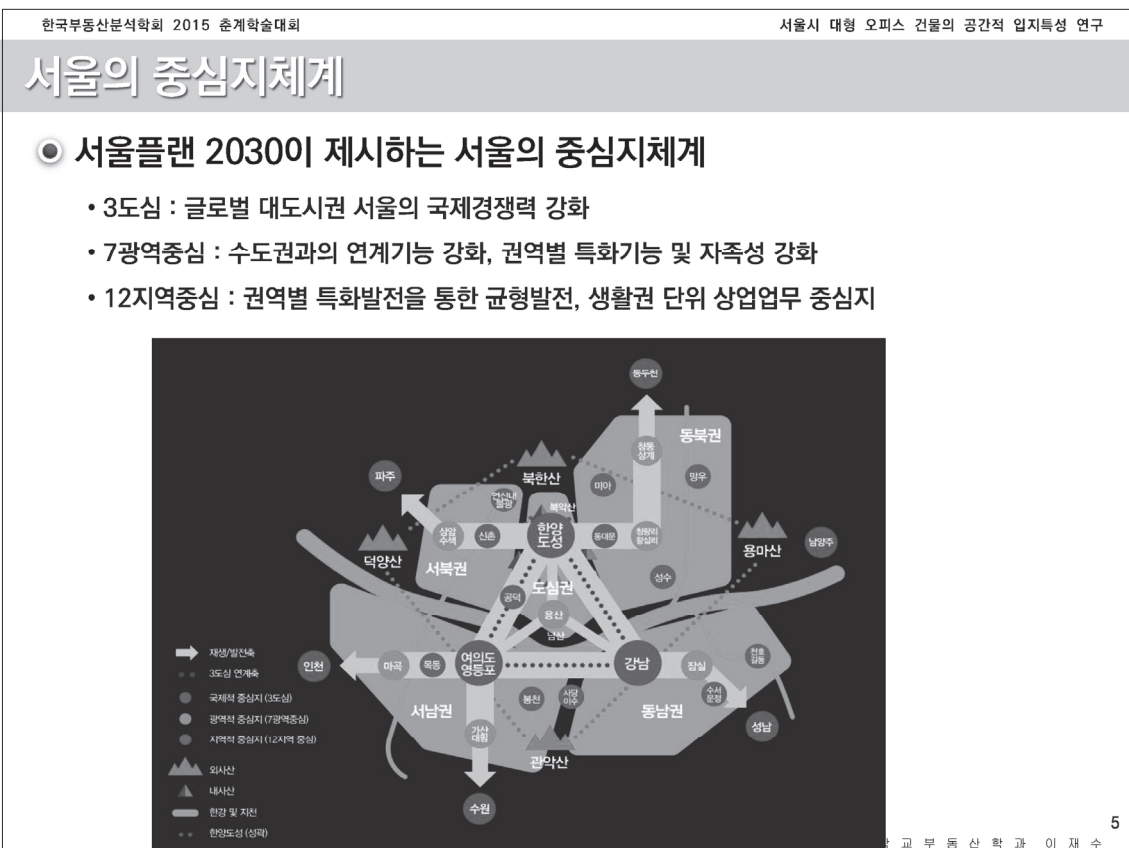 한국부동산분석학회 2015 춘계학술대회
서울시 대형 오피스 건물의 공간적 입지특성 연구
서울의 중심지체계
서울플랜 2030이 제시하는 서울의 중심지체계
• 3도심 : 글로벌 대도시권 서울의 국제경쟁력 강화
• 7광역중심 : 수도권과의 연계기능 강화, 권역별 특화기능 및 자족성 강화
• 12지역중심 : 권역별 특화발전을 통한 균형발전, 생활권 단위 상업업무 중심지
동두천
동북권
창동
상계
북한산
파주
미아
망우
연신내
불광
북악산
상암
수색
신촌
한양
도성
동대문
청량리
왕십리
용마산
남양주
덕양산
서북권
도심권
성수
공덕
용산
남산
천호
길동
인천
마곡
목동
여의도
영등포
강남
잠실
수서
문정
서남권
봉천
사당
이수
동남권
성남
가산
대림
관악산
수원
재생/발전축
3도심 연계축
국제적 중심지 (3도심)
광역적 중심지 (7광역중심)
지역적 중심지 (12지역 중심)
외사산
내사산
한강 및 지천
한양도성 (성곽)
5
교 부 동 산 학 과 이 재 수